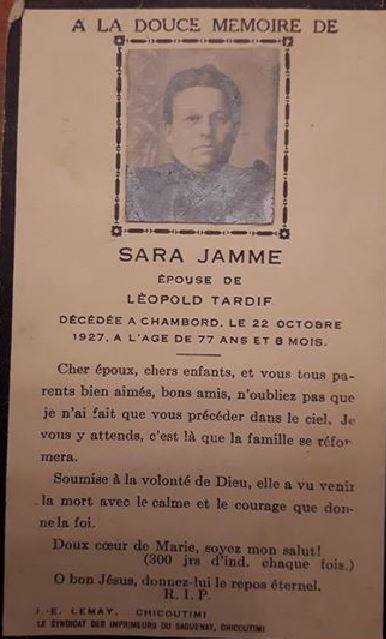 A LA DOUCE MEMOIRE DE
SARA JAMME
ÉPOUSE DE
LÉOPOLD TARDIF
DÉCÉDÉE A CHAMBORD, LE 22 OCTOBRE
1927, A L'AGE DE 77 ANS ET 8 MOIS.
Cher époux, chers enfants, et vous tous pa-
rents bien aimés, bons amis, n'oubliez pas que
je n'ai fait que vous précéder dans le ciel. Je
vous y attends, c'est là que la famille se réfor-
mera.
Soumise à la volonté de Dieu, elle a vu venir
la mort avec le calme et le courage que don-
ne la foi.
Doux cœur de Marie, soyez mon salut!
(300 jrs d'ind. chaque fois.)
O bon Jésus, donnez-lui le repos éternel.
R. I. P.
J.-E. LEMAY, CHICOUTIMI
LE SYNDICAT DES IMPRIMEURS DU SAGUENAY, CHICOUTIMI